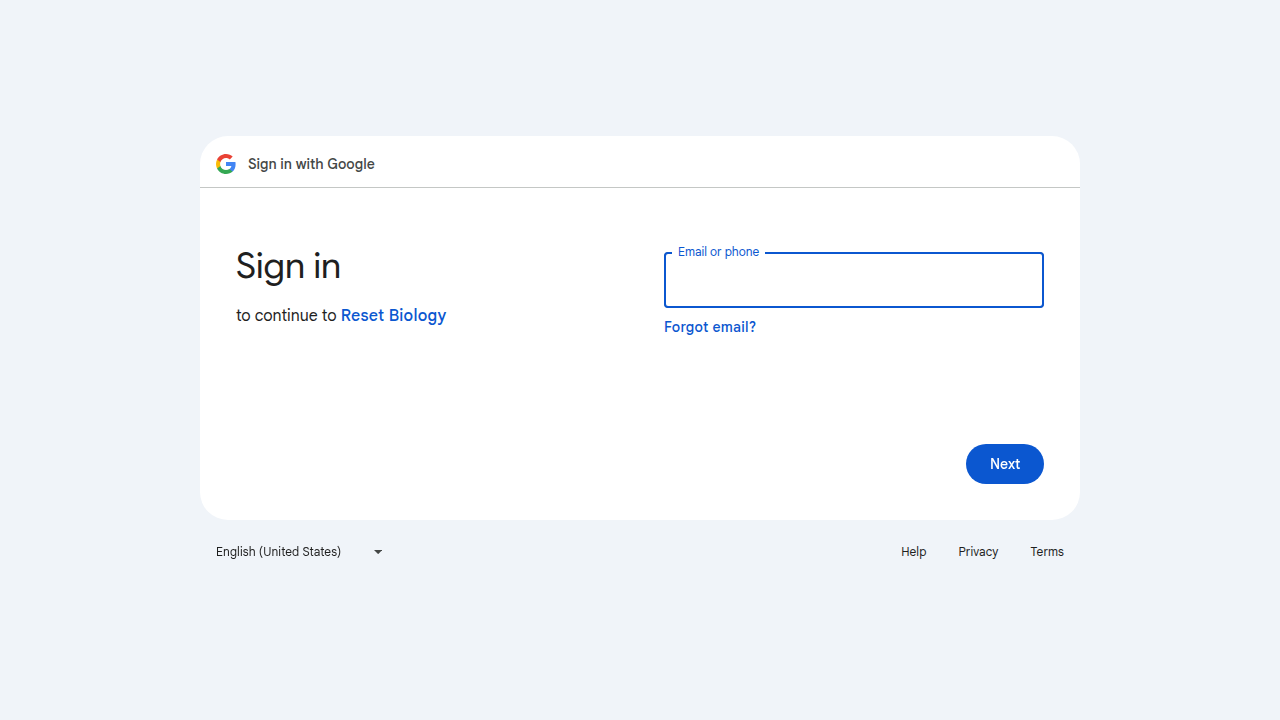 Sign in with Google
Sign in
to continue to Reset Biology
Email or phone
Forgot email?
Next
English (United States)
Help
Privacy
Terms